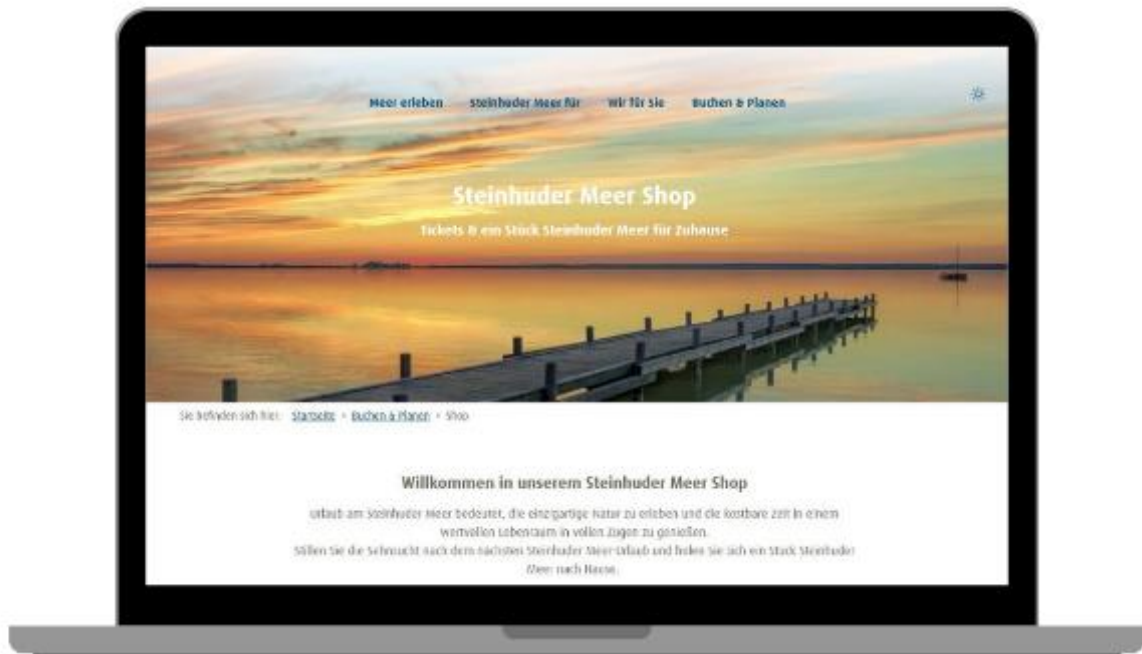 Meer erleben Steinhuder Meer für Wir für Sie Buchen & Planen
Steinhuder Meer Shop
Tickets & ein Stück Steinhuder Meer für Zuhause
Sie befinden sich hier: Startseite › Buchen & Planen › Shop
Willkommen in unserem Steinhuder Meer Shop
Urlaub am Steinhuder Meer bedeutet, die einzigartige Natur zu erleben und die kostbare Zeit in einem
wertvollen Lebensraum in vollen Zügen zu genießen.
Stillen Sie die Sehnsucht nach dem nächsten Steinhuder Meer-Urlaub und holen Sie sich ein Stück Steinhuder
Meer nach Hause.